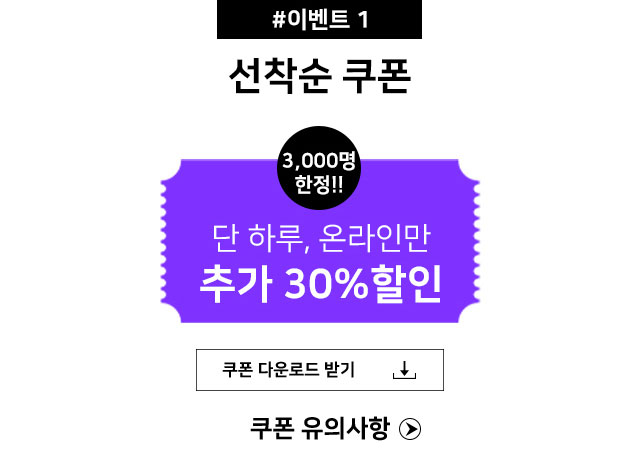 #이벤트 1
선착순 쿠폰
3,000명
한정!!
단 하루, 온라인만
추가 30%할인
쿠폰 다운로드 받기
쿠폰 유의사항